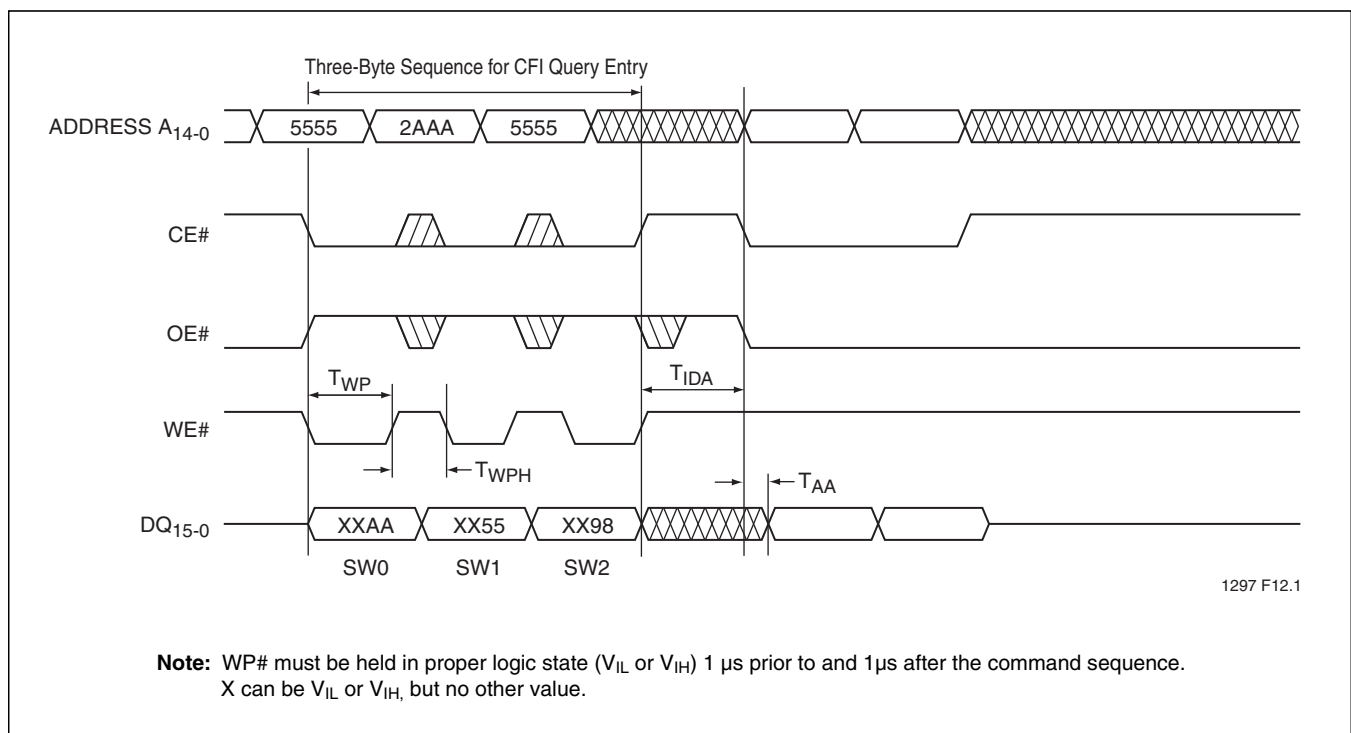 Three-Byte Sequence for CFI Query Entry
ADDRESS A14-0
5555 2AAA 5555
CE#
OE#
TWP TIDA
WE#
TWPH TAA
DQ15-0
XXAA XX55 XX98
SW0 SW1 SW2
1297 F12.1
Note: WP# must be held in proper logic state (VIL or VIH) 1 µs prior to and 1µs after the command sequence.
X can be VIL or VIH, but no other value.